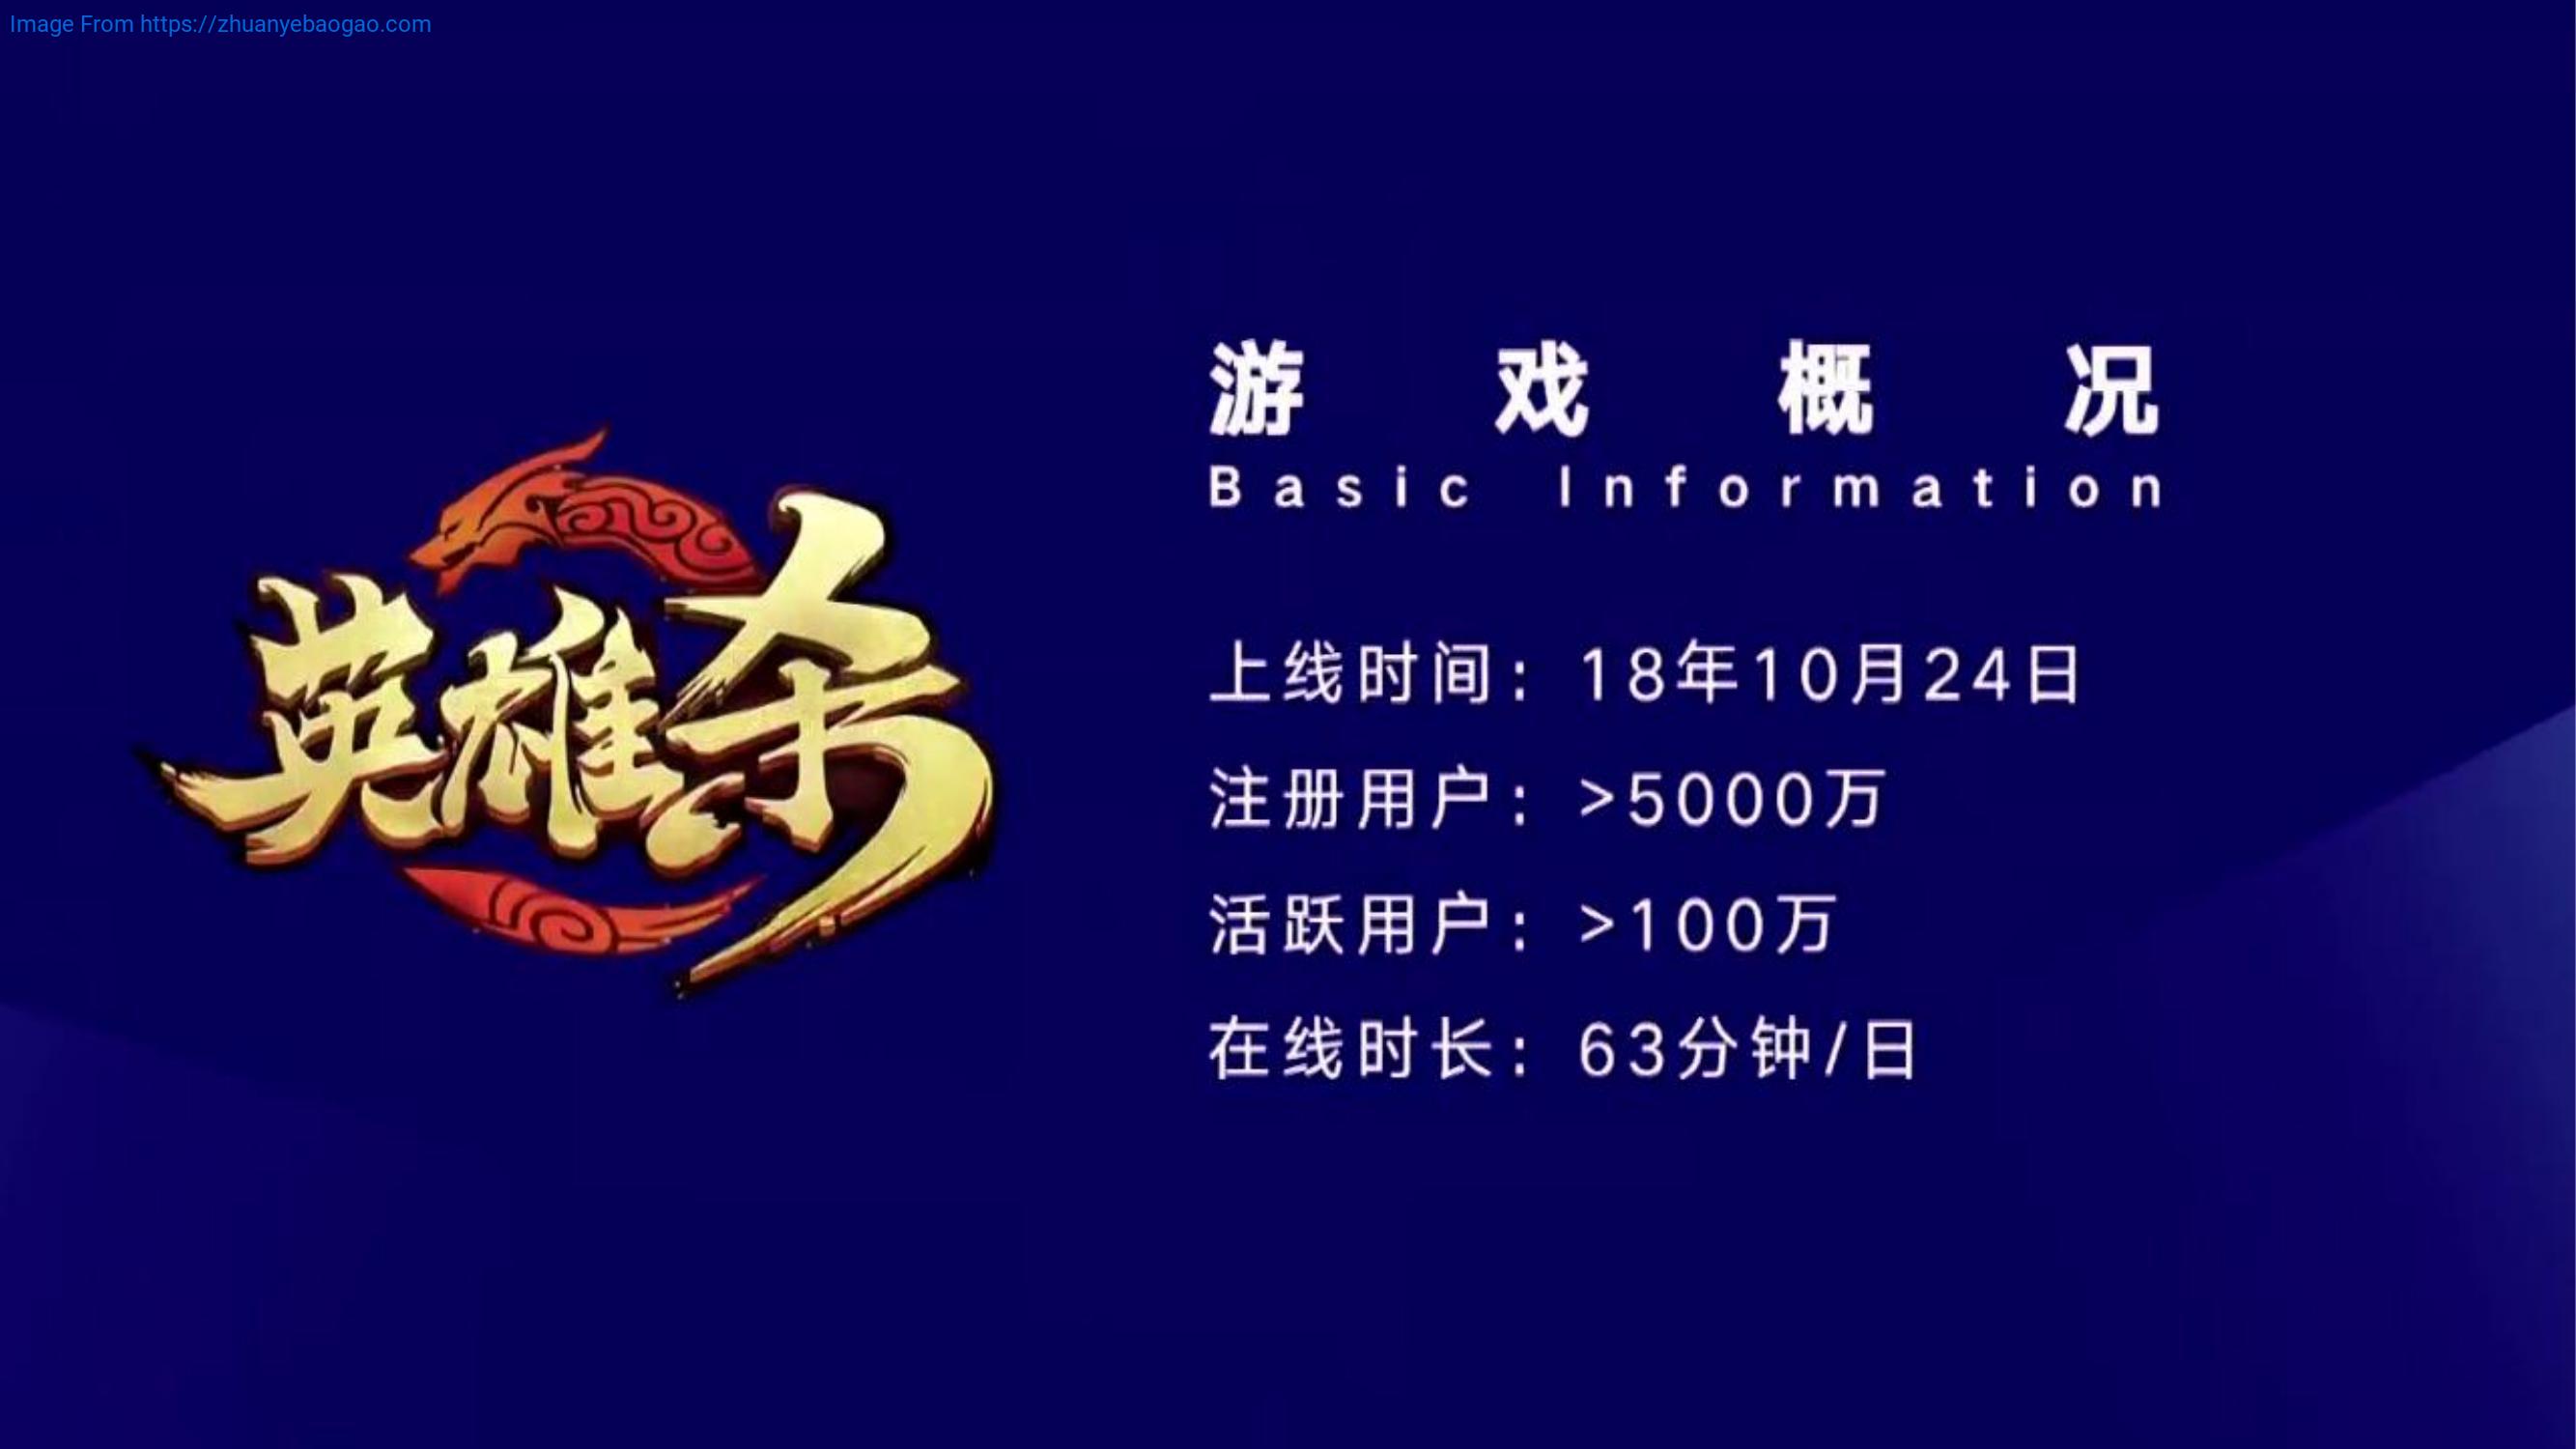 Image From https://zhuanyebaogao.com
英雄杀
游戏概况
Basic Information
上线时间：18年10月24日
注册用户：>5000万
活跃用户：>100万
在线时长：63分钟/日